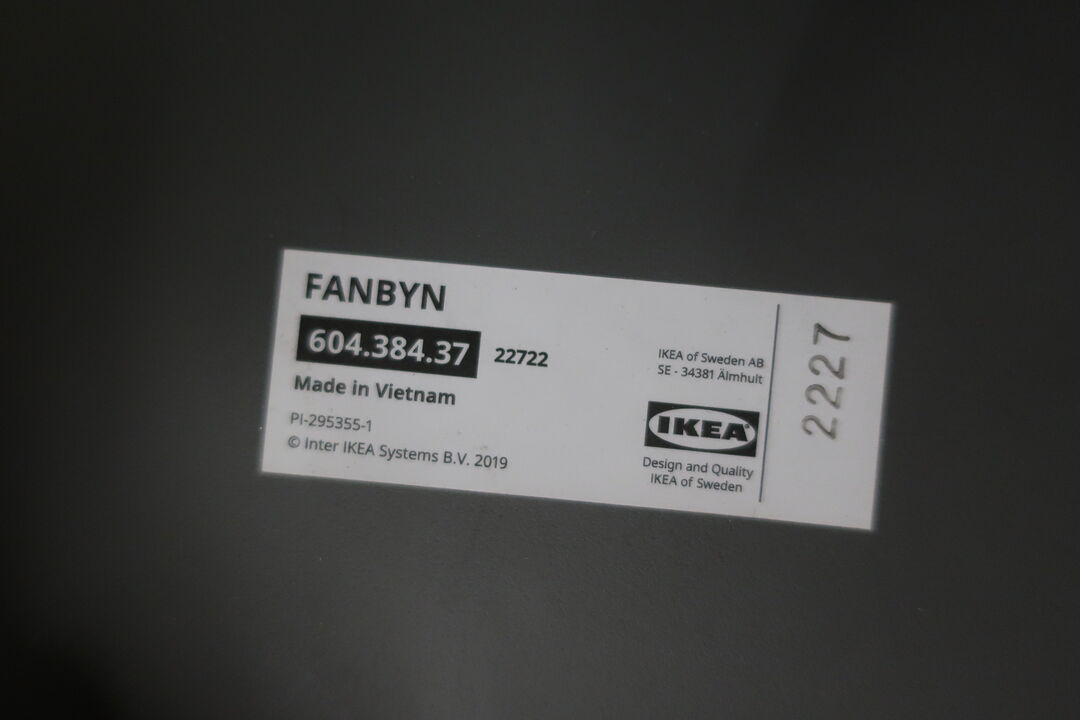 FANBYN
604.384.37 22722
Made in Vietnam
PI-295355-1
© Inter IKEA Systems B.V. 2019
IKEA of Sweden AB
SE - 34381 Älmhult
IKEA®
Design and Quality
IKEA of Sweden
2227